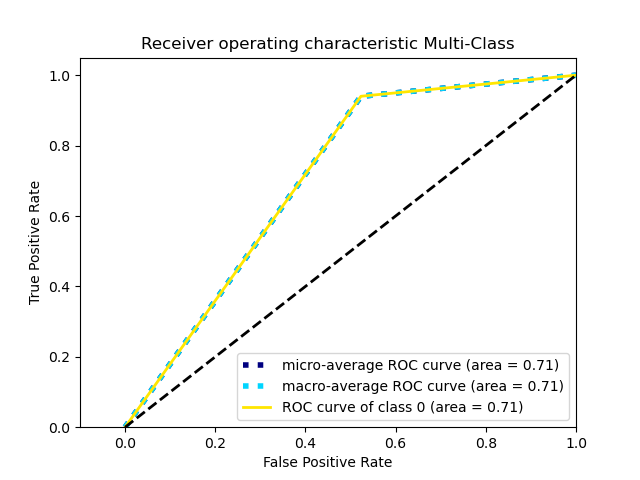 Receiver operating characteristic Multi-Class
1.0
0.8
0.6
0.4
0.2
0.0
True Positive Rate
micro-average ROC curve (area = 0.71)
macro-average ROC curve (area = 0.71)
ROC curve of class 0 (area = 0.71)
0.0 0.2 0.4 0.6 0.8 1.0
False Positive Rate